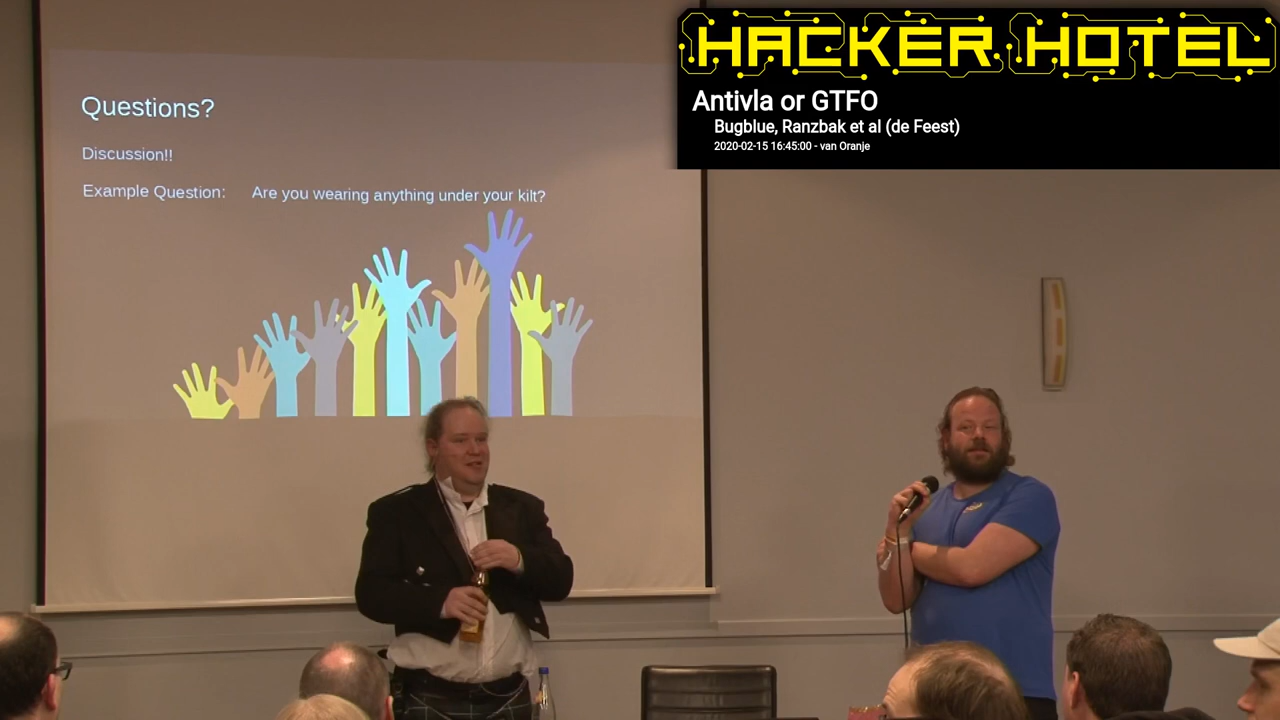 HACKER HOTEL
Antivla or GTFO
Bugblue, Ranzbak et al (de Feest)
2020-02-15 16:45:00 - van Oranje
Questions?
Discussion!!
Example Question: Are you wearing anything under your kilt?